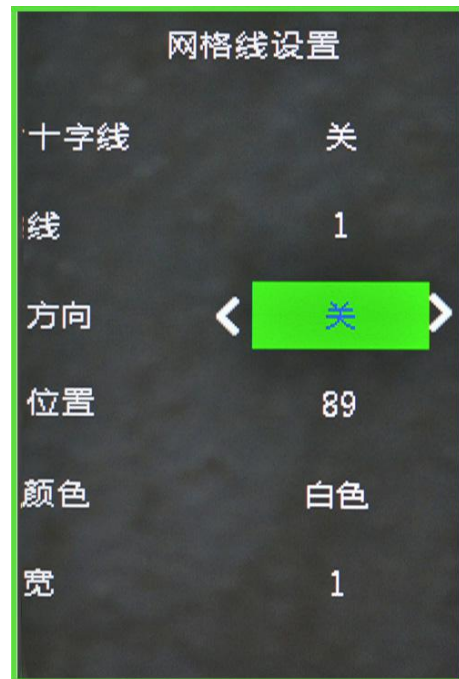 网格线设置
十字线 关
线 1
方向 < 关 >
位置 89
颜色 白色
宽 1